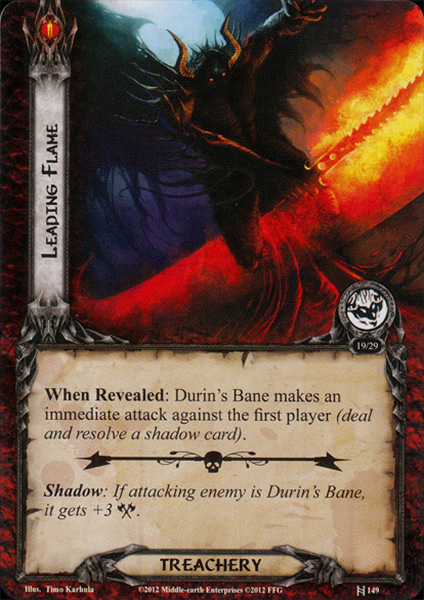 LEADING FLAME
19/29
When Revealed: Durin's Bane makes an
immediate attack against the first player (deal
and resolve a shadow card).
Shadow: If attacking enemy is Durin's Bane,
it gets +3 .
TREACHERY
Illus. Timo Karhula
©2012 Middle-earth Enterprises ©2012 FFG
149